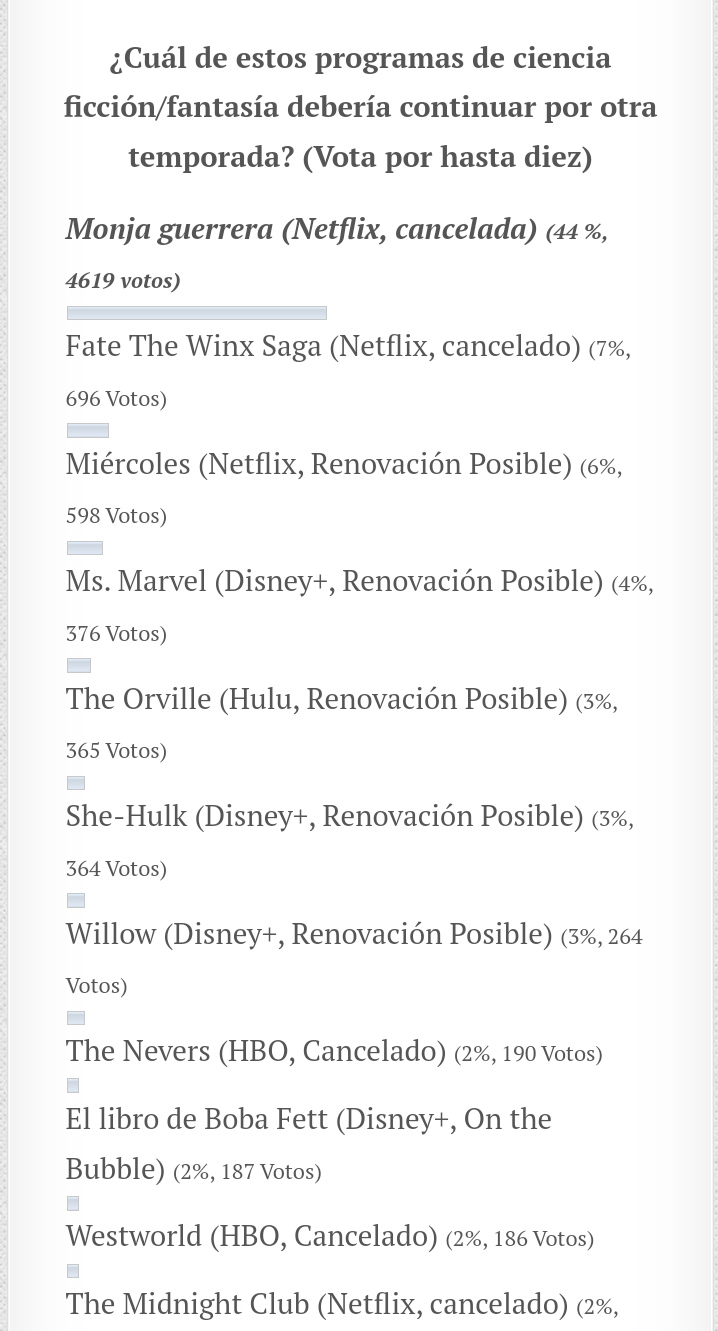 ¿Cuál de estos programas de ciencia
ficción/fantasía debería continuar por otra
temporada? (Vota por hasta diez)
Monja guerrera (Netflix, cancelada) (44 %,
4619 votos)
Fate The Winx Saga (Netflix, cancelado) (7%,
696 Votos)
Miércoles (Netflix, Renovación Posible) (6%,
598 Votos)
Ms. Marvel (Disney+, Renovación Posible) (4%,
376 Votos)
The Orville (Hulu, Renovación Posible) (3%,
365 Votos)
She-Hulk (Disney+, Renovación Posible) (3%,
364 Votos)
Willow (Disney+, Renovación Posible) (3%, 264
Votos)
The Nevers (HBO, Cancelado) (2%, 190 Votos)
El libro de Boba Fett (Disney+, On the
Bubble) (2%, 187 Votos)
Westworld (HBO, Cancelado) (2%, 186 Votos)
The Midnight Club (Netflix, cancelado) (2%,